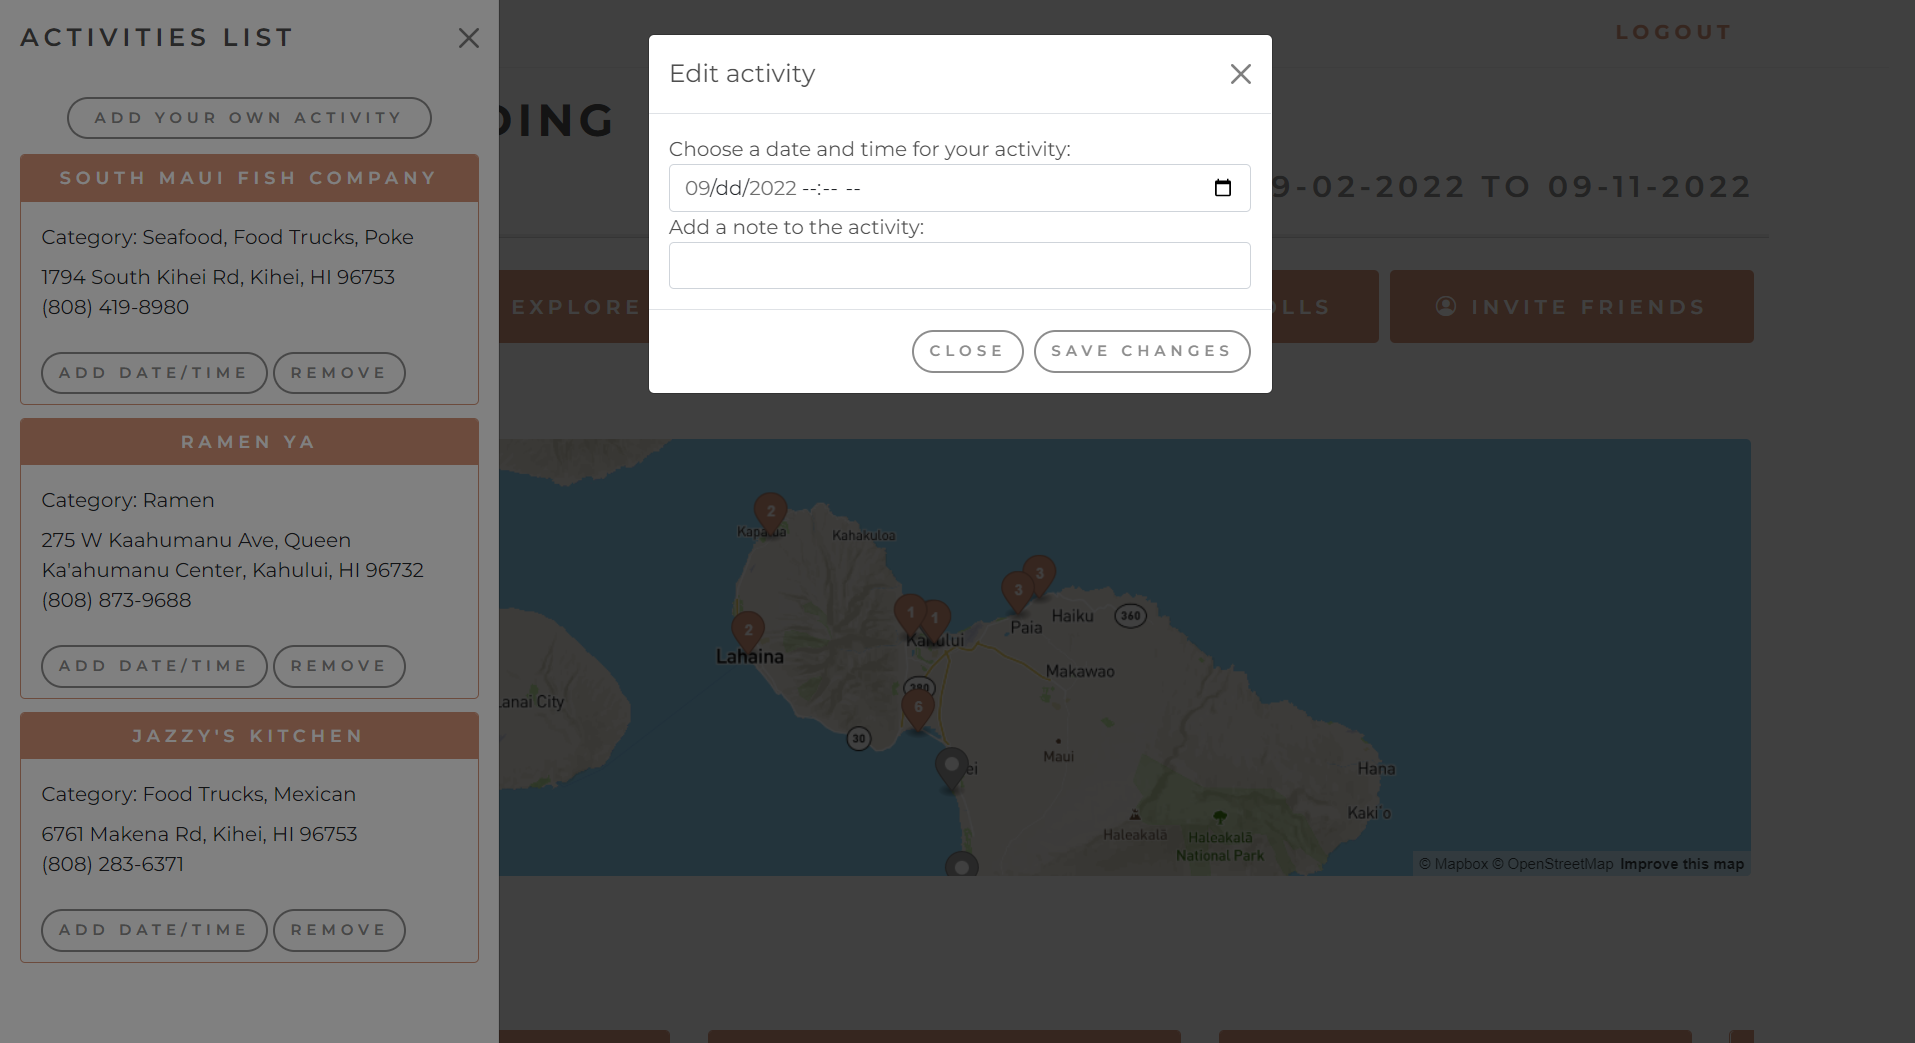 ACTIVITIES LIST
ADD YOUR OWN ACTIVITY
SOUTH MAUI FISH COMPANY
Category: Seafood, Food Trucks, Poke
1794 South Kihei Rd, Kihei, HI 96753
(808) 419-8980
ADD DATE/TIME
REMOVE
RAMEN YA
Category: Ramen
275 W Kaahumanu Ave, Queen
Ka'ahumanu Center, Kahului, HI 96732
(808) 873-9688
ADD DATE/TIME
REMOVE
JAZZY'S KITCHEN
Category: Food Trucks, Mexican
6761 Makena Rd, Kihei, HI 96753
(808) 283-6371
ADD DATE/TIME
REMOVE
Edit activity
Choose a date and time for your activity:
09/dd/2022 --:-- --
Add a note to the activity:
CLOSE
SAVE CHANGES
LOGOUT
DING
9-02-2022 TO 09-11-2022
EXPLORE
OLLS
INVITE FRIENDS
2
Kahakuloa
3
3
Haiku
360
1
1
Paia
2
Lahaina
Makawao
380
6
anai City
30
Maui
ei
Hana
Kaki'o
Haleakalā
Haleakalā
National Park
© Mapbox © OpenStreetMap Improve this map